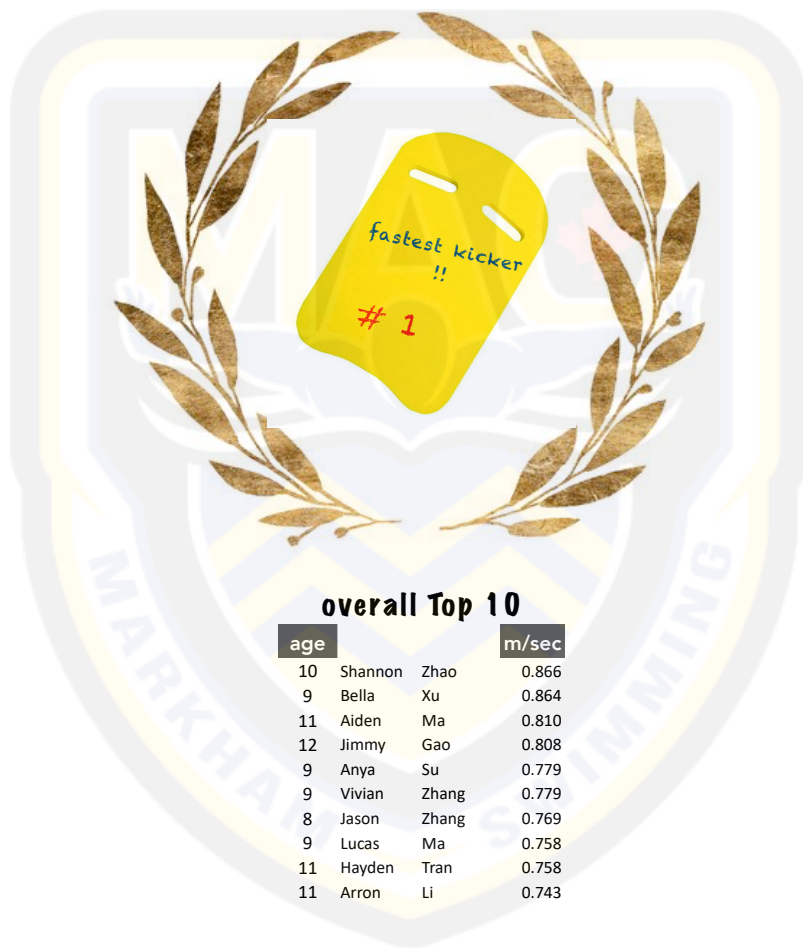 MAC
fastest kicker
!!
# 1
MARKHAM SWIMMING
overall Top 10
age m/sec
10 Shannon Zhao 0.866
9 Bella Xu 0.864
11 Aiden Ma 0.810
12 Jimmy Gao 0.808
9 Anya Su 0.779
9 Vivian Zhang 0.779
8 Jason Zhang 0.769
9 Lucas Ma 0.758
11 Hayden Tran 0.758
11 Arron Li 0.743